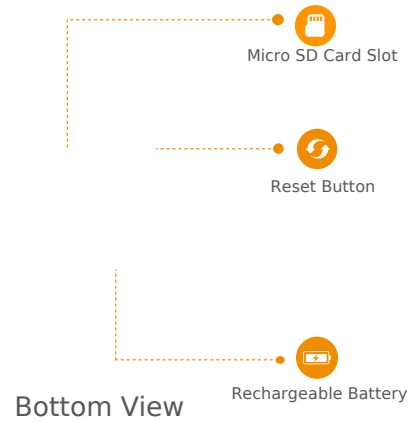 Micro SD Card Slot
Reset Button
Rechargeable Battery
Bottom View